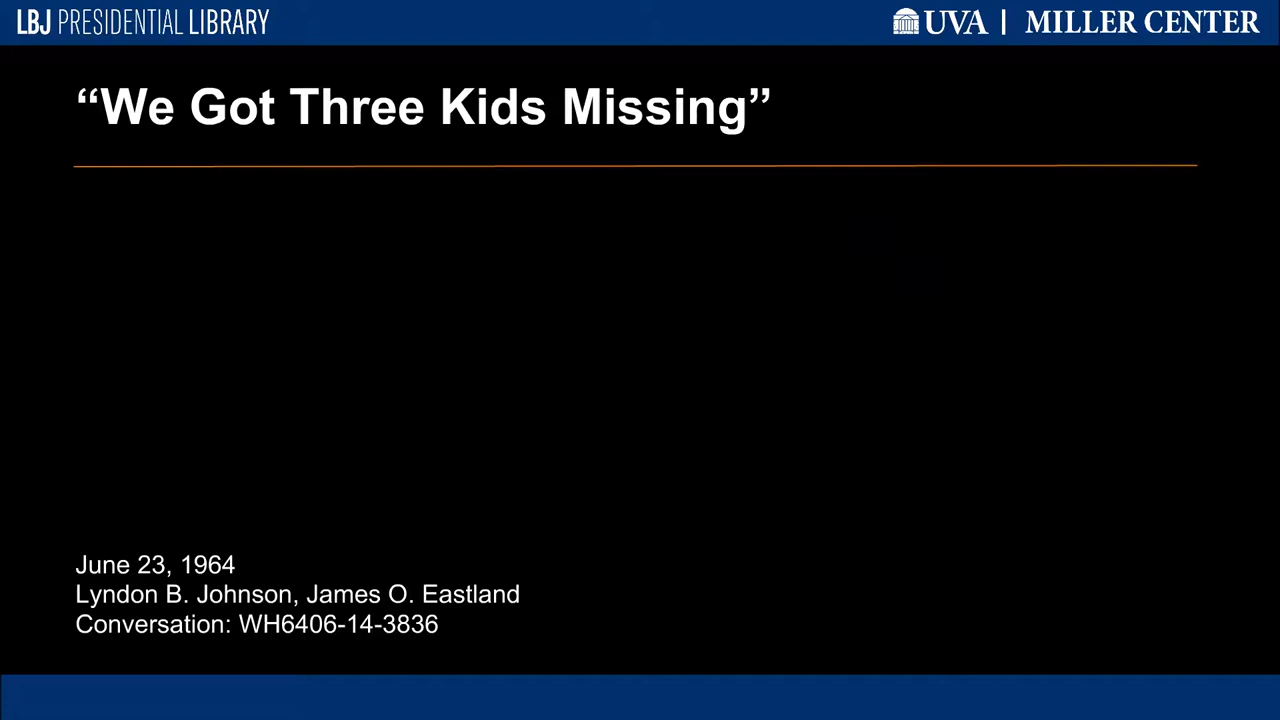 LBJ PRESIDENTIAL LIBRARY
UVA | MILLER CENTER
“We Got Three Kids Missing”
June 23, 1964
Lyndon B. Johnson, James O. Eastland
Conversation: WH6406-14-3836